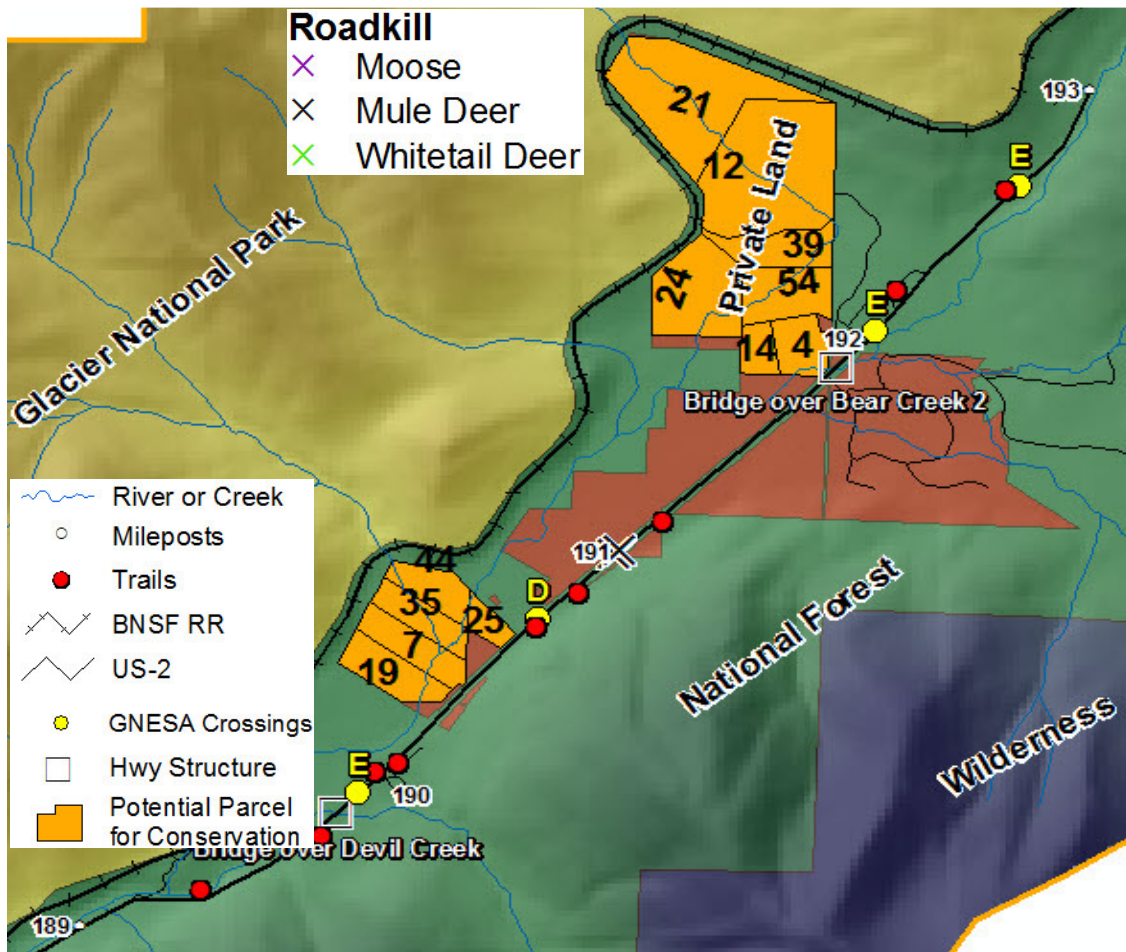 Roadkill
Moose
Mule Deer
Whitetail Deer
193
E
21
12
Private Land
39
54
24
E
192
14
4
Glacier National Park
Bridge over Bear Creek 2
River or Creek
Mileposts
Trails
BNSF RR
US-2
GNESA Crossings
Hwy Structure
Potential Parcel
for Conservation
191
44
35
25
7
19
D
National Forest
Wilderness
E
190
Bridge over Devil Creek
189